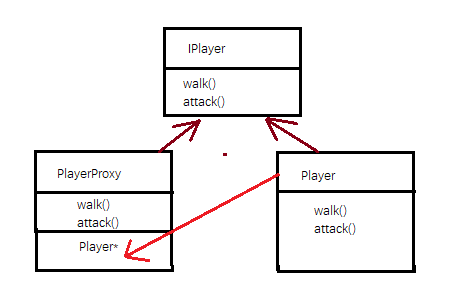 IPlayer
walk()
attack()
PlayerProxy
walk()
attack()
Player*
Player
walk()
attack()